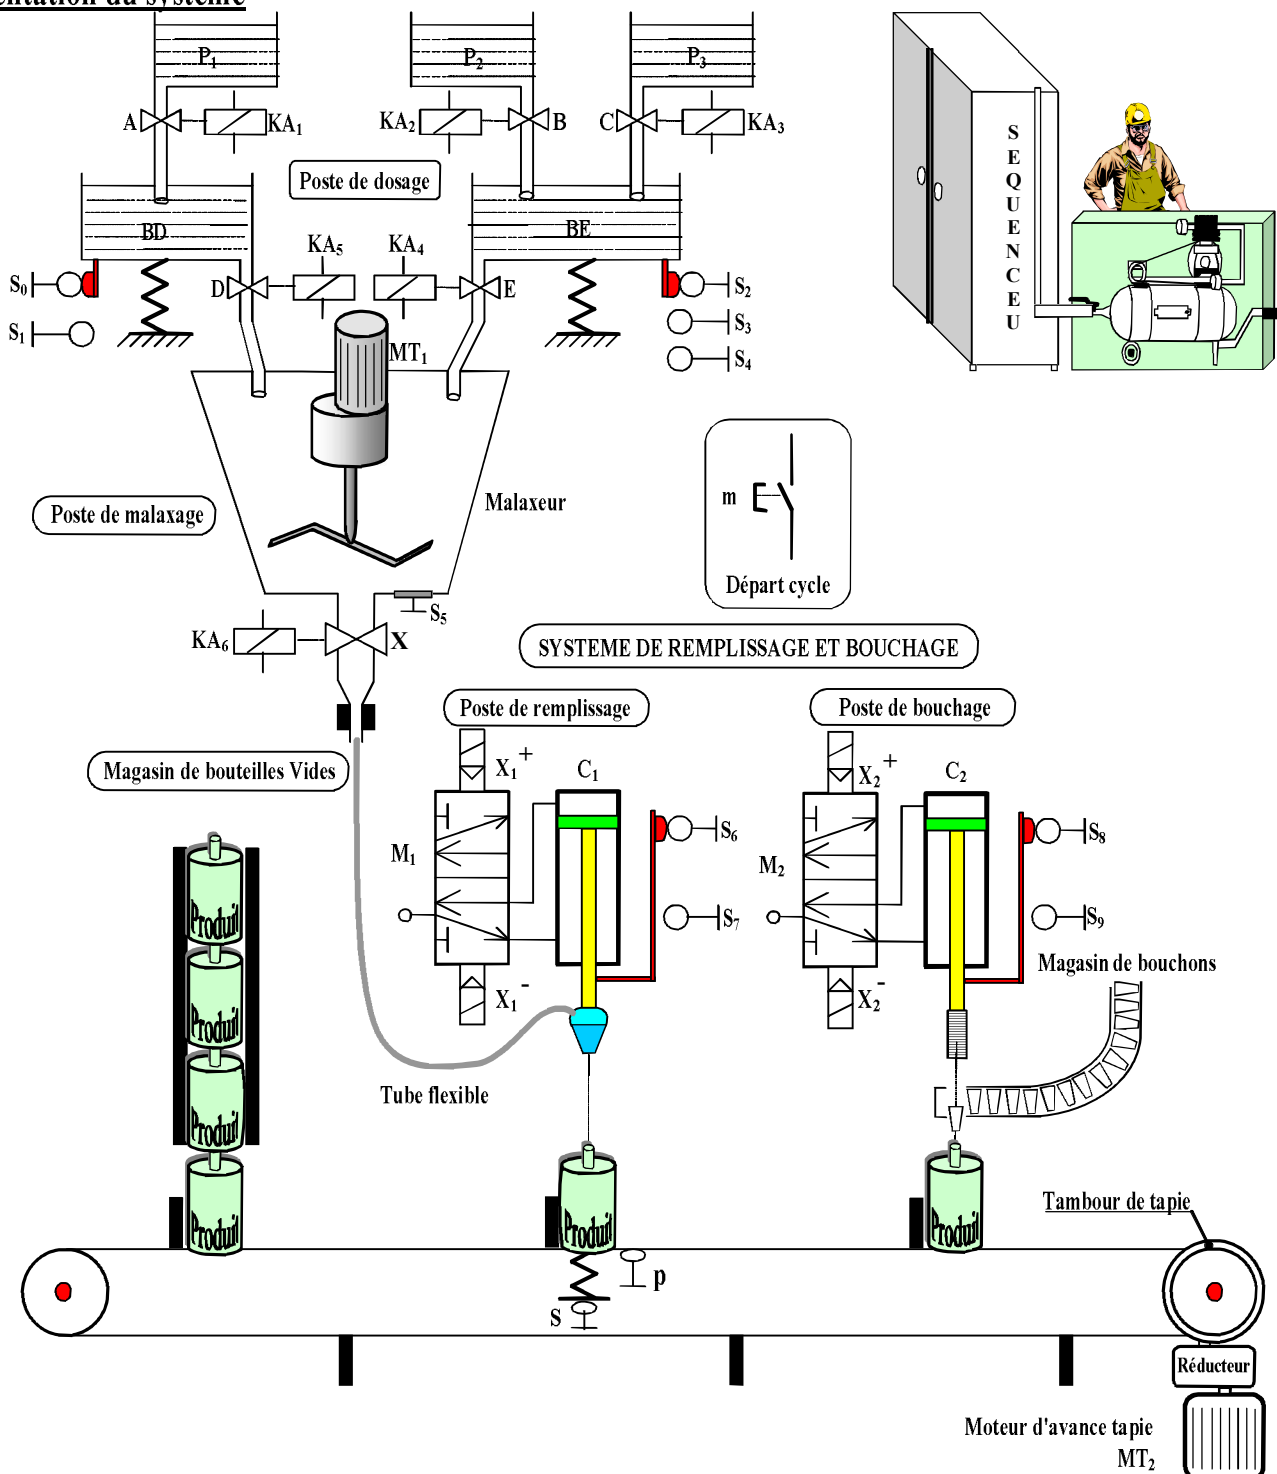 entation du système
P1
P2
P3
A
KA1
KA2
B
C
KA3
Poste de dosage
BD
BE
KA5
KA4
S0
D
E
S2
S1
S3
S4
MT1
S
E
Q
U
E
N
C
E
U
Poste de malaxage
Malaxeur
m
Départ cycle
S5
KA6
X
SYSTEME DE REMPLISSAGE ET BOUCHAGE
Poste de remplissage
Poste de bouchage
Magasin de bouteilles Vides
X1+
C1
X2+
C2
S6
S8
M1
M2
S7
S9
Magasin de bouchons
X1-
X2-
Produit
Produit
Produit
Produit
Tube flexible
Produit
Produit
Tambour de tapie
p
S
Réducteur
Moteur d'avance tapie
MT2